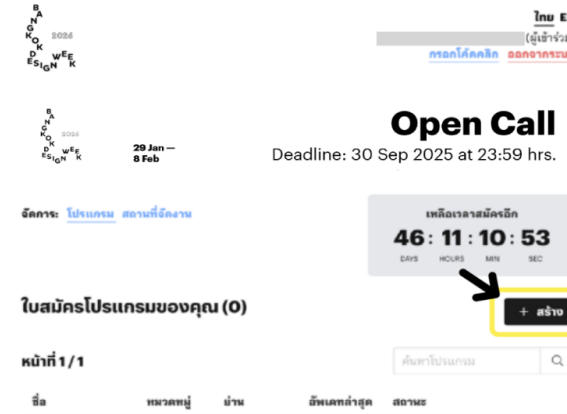 BANGKOK DESIGN WEEK 2026
ไทย E
(ผู้เข้าร่วม
กรอกโค้ดคลิก ออกจากระบ
BANGKOK DESIGN WEEK 2026
29 Jan —
8 Feb
Open Call
Deadline: 30 Sep 2025 at 23:59 hrs.
จัดการ: โปรแกรม สถานที่จัดงาน
เหลือเวลาสมัครอีก
46 : 11 : 10 : 53
DAYS HOURS MIN SEC
ใบสมัครโปรแกรมของคุณ (0)
+ สร้าง
หน้าที่ 1 / 1
ค้นหาโปรแกรม
ชื่อ หมวดหมู่ ย่าน อัพเดทล่าสุด สถานะ